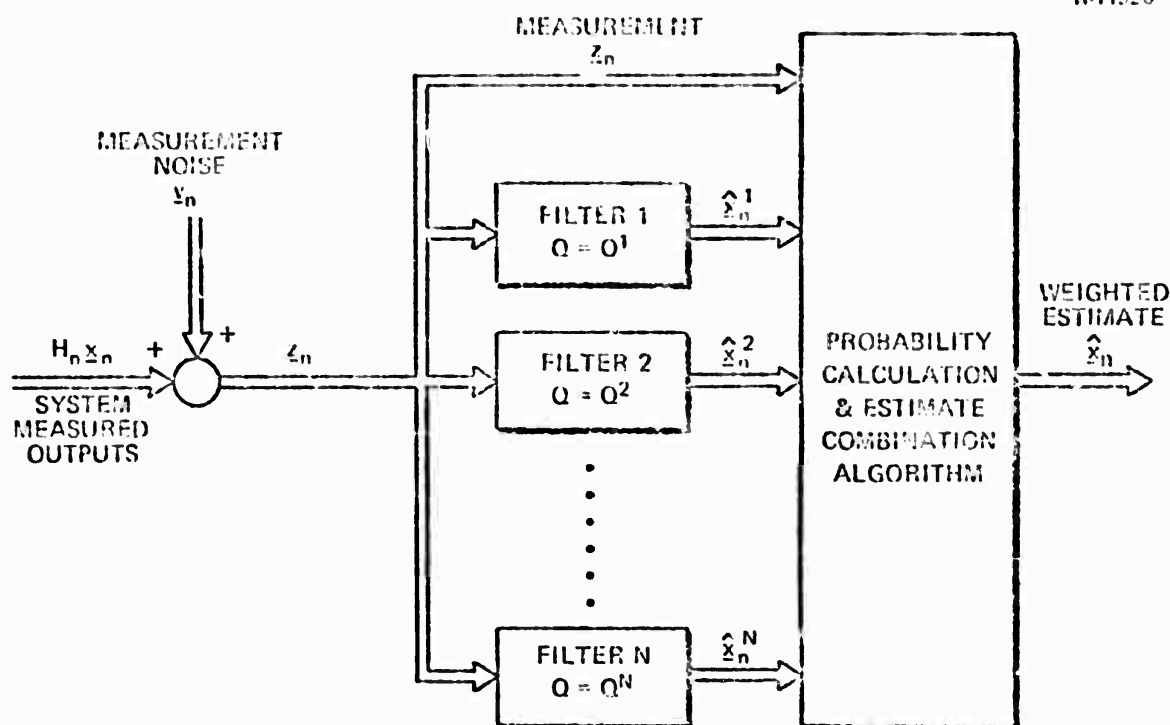 MEASUREMENT
z_n
MEASUREMENT
NOISE
v_n
FILTER 1
Q = Q^1
x̂_n^1
WEIGHTED
ESTIMATE
x̂_n
H_n x_n
+
+
z_n
FILTER 2
Q = Q^2
x̂_n^2
PROBABILITY
CALCULATION
& ESTIMATE
COMBINATION
ALGORITHM
SYSTEM
MEASURED
OUTPUTS
FILTER N
Q = Q^N
x̂_n^N